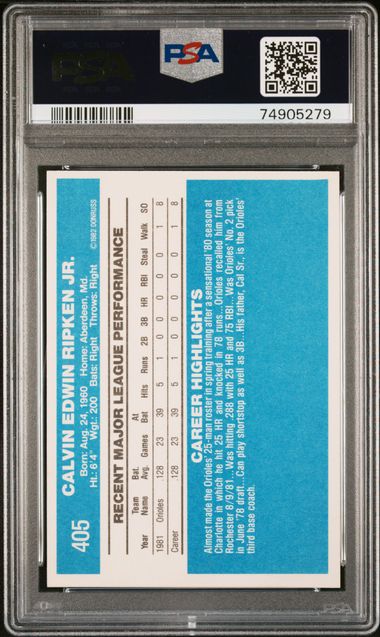 PSA
PSA
74905279
405
CALVIN EDWIN RIPKEN JR.
Born: Aug. 24, 1960 Home: Aberdeen, Md.
Ht.: 6'4" Wgt.: 200 Bats: Right Throws: Right
©1982 DONRUSS
RECENT MAJOR LEAGUE PERFORMANCE
Team Bat. At
Year Name Avg. Games Bat Hits Runs 2B 3B HR RBI Steal Walk SO
1981 Orioles .128 23 39 5 1 0 0 0 0 0 1 8
Career .128 23 39 5 1 0 0 0 0 0 1 8
CAREER HIGHLIGHTS
Almost made the Orioles' 25-man roster in spring training after a sensational '80 season at
Charlotte in which he hit 25 HR and knocked in 78 runs...Orioles recalled him from
Rochester 8/9/81...Was hitting .288 with 25 HR and 75 RBI...Was Orioles' No. 2 pick
in June '78 draft...Can play shortstop as well as 3B...His father, Cal Sr., is the Orioles'
third base coach.
PSA
PSA